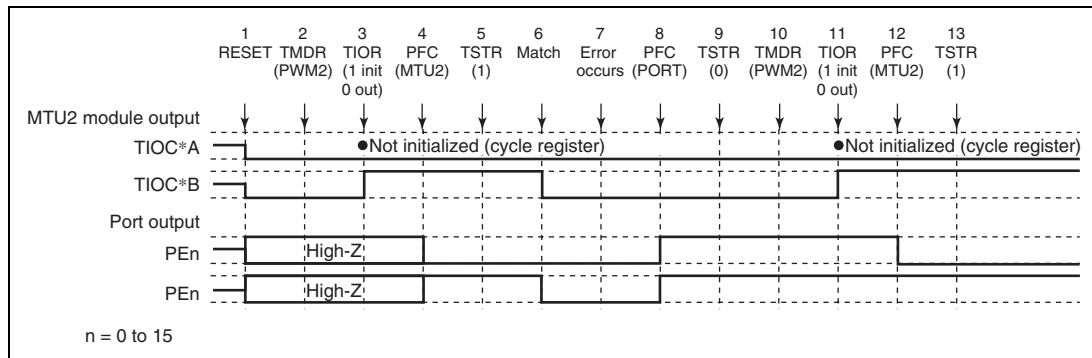 1 2 3 4 5 6 7 8 9 10 11 12 13
RESET TMDR TIOR PFC TSTR Match Error PFC TSTR TMDR TIOR PFC TSTR
(PWM2) (1 init (MTU2) (1) occurs (PORT) (0) (PWM2) (1 init (MTU2) (1)
0 out) 0 out)
MTU2 module output
TIOC*A ●Not initialized (cycle register) ●Not initialized (cycle register)
TIOC*B
Port output
PEn High-Z
PEn High-Z
n = 0 to 15